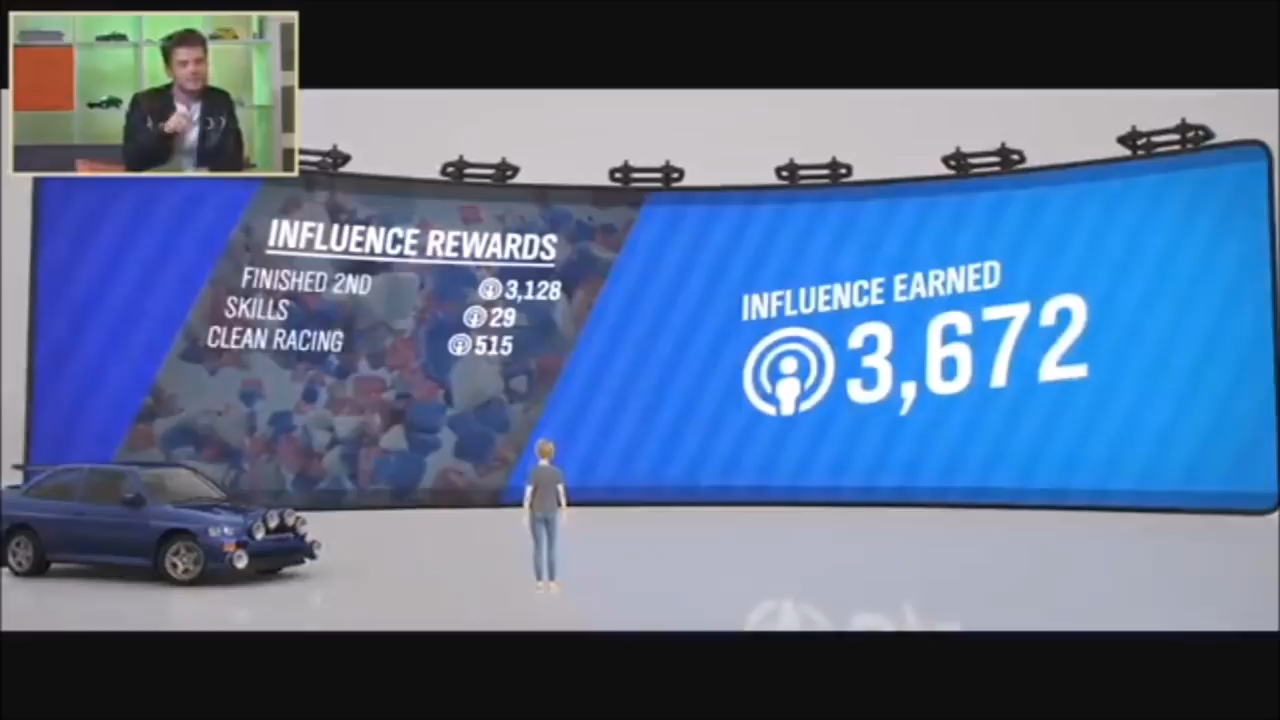 INFLUENCE REWARDS
FINISHED 2ND 3,128
SKILLS 29
CLEAN RACING 515
INFLUENCE EARNED
3,672